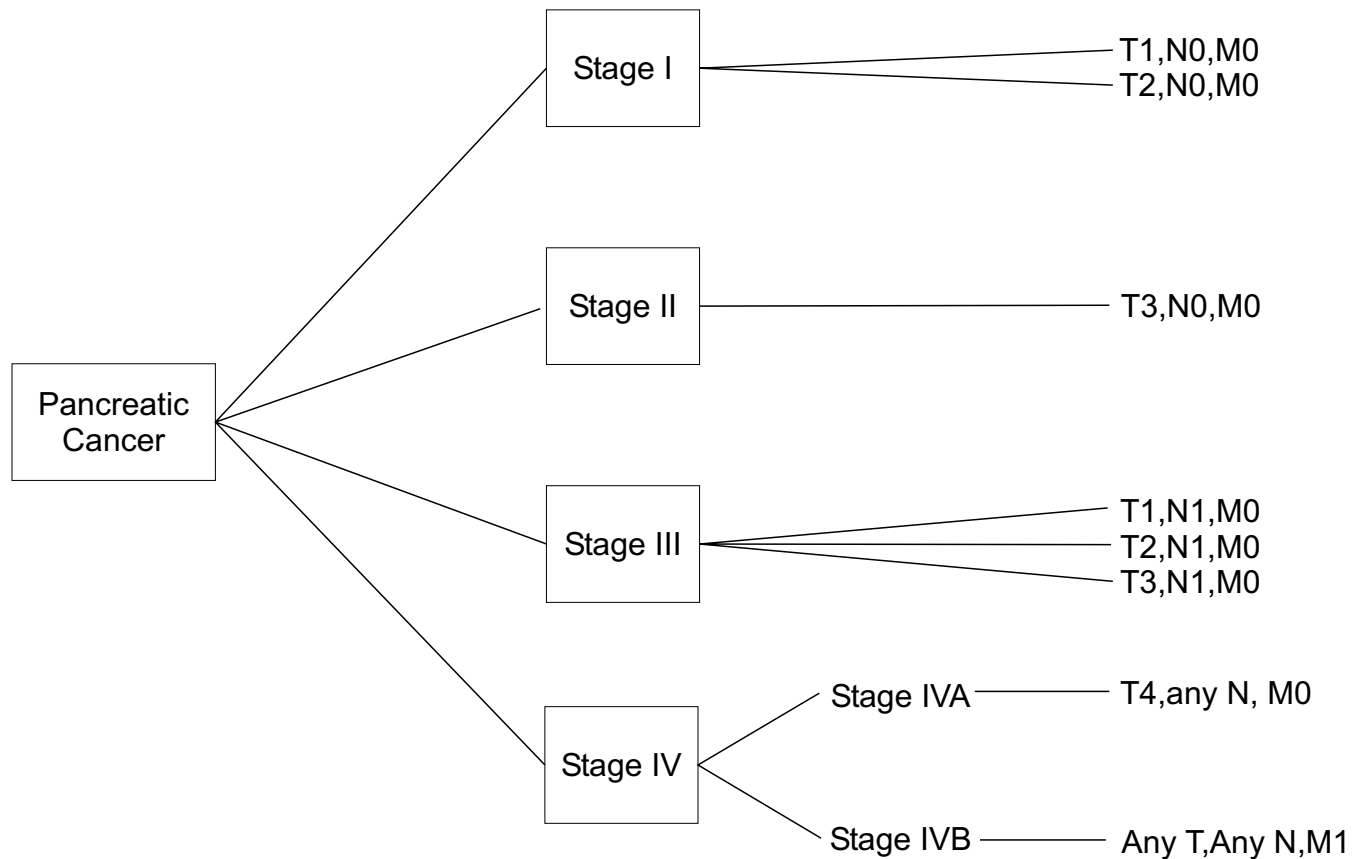 Pancreatic
Cancer
Stage I
T1,N0,M0
T2,N0,M0
Stage II
T3,N0,M0
Stage III
T1,N1,M0
T2,N1,M0
T3,N1,M0
Stage IV
Stage IVA
T4,any N, M0
Stage IVB
Any T,Any N,M1